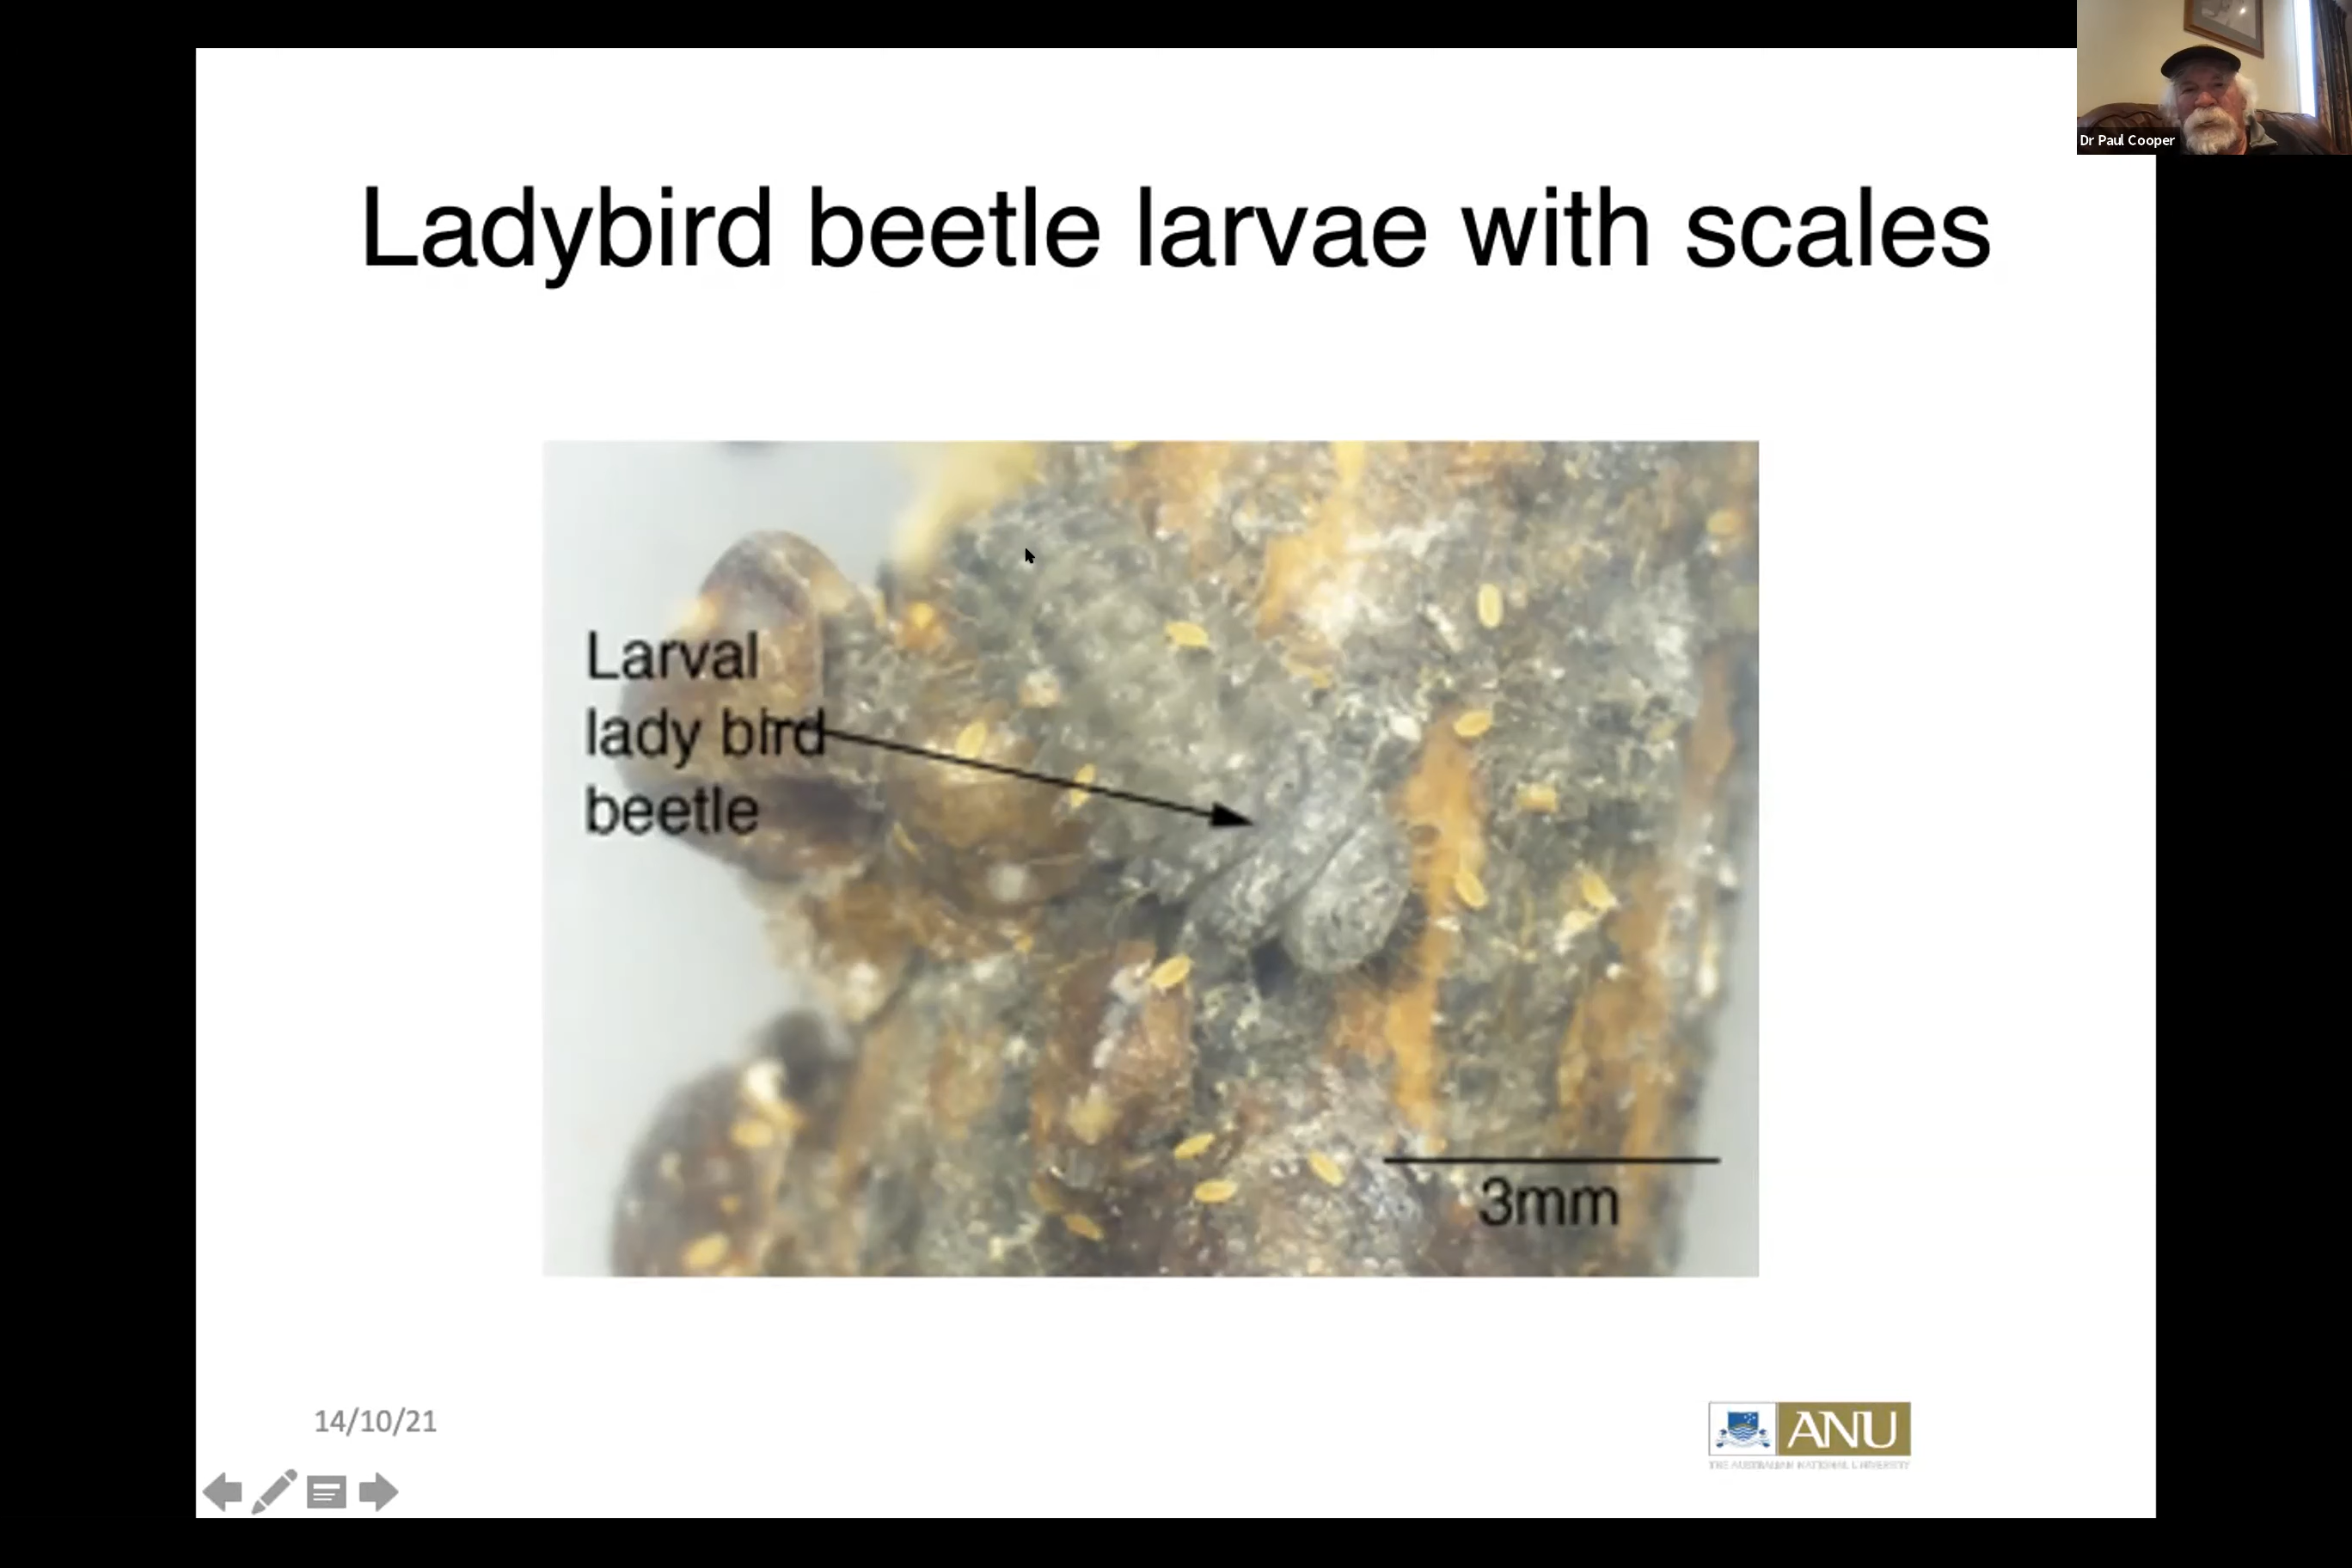 Dr Paul Cooper
Ladybird beetle larvae with scales
Larval
lady bird
beetle
3mm
14/10/21
ANU
THE AUSTRALIAN NATIONAL UNIVERSITY